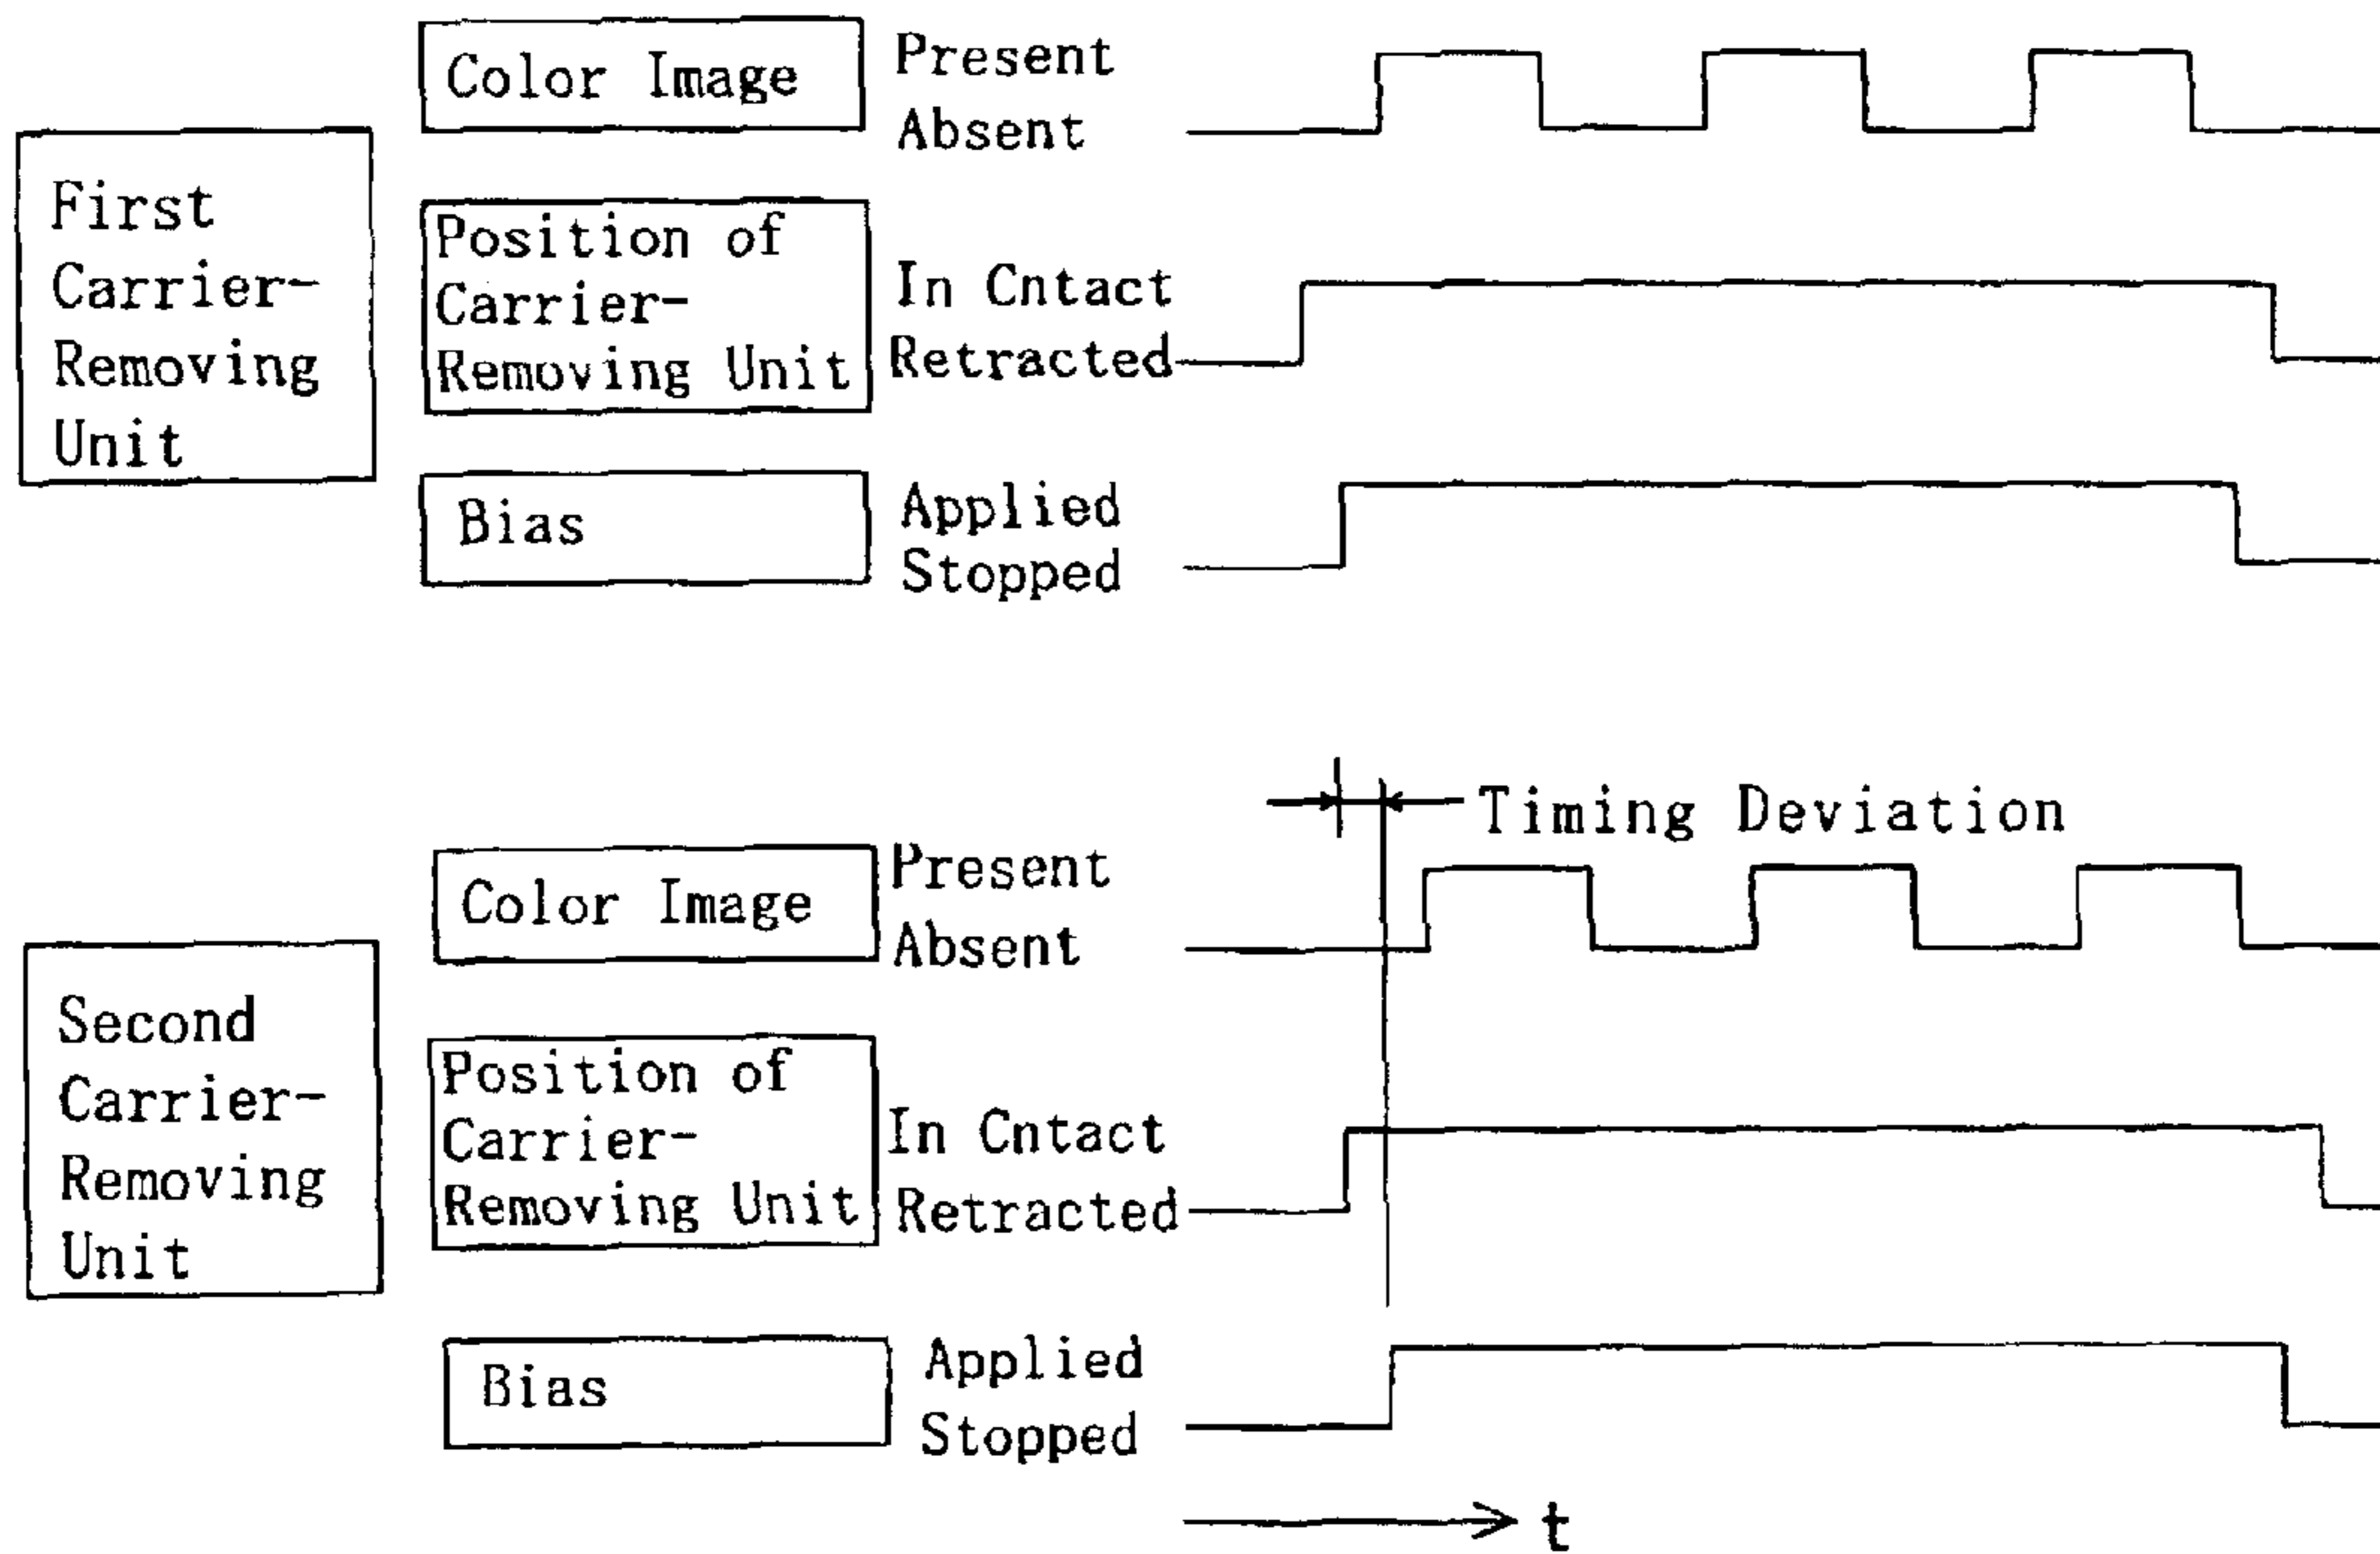 First
Carrier-
Removing
Unit
Color Image
Present
Absent
Position of
Carrier-
Removing Unit
In Cntact
Retracted
Bias
Applied
Stopped
Timing Deviation
Second
Carrier-
Removing
Unit
Color Image
Present
Absent
Position of
Carrier-
Removing Unit
In Cntact
Retracted
Bias
Applied
Stopped
t